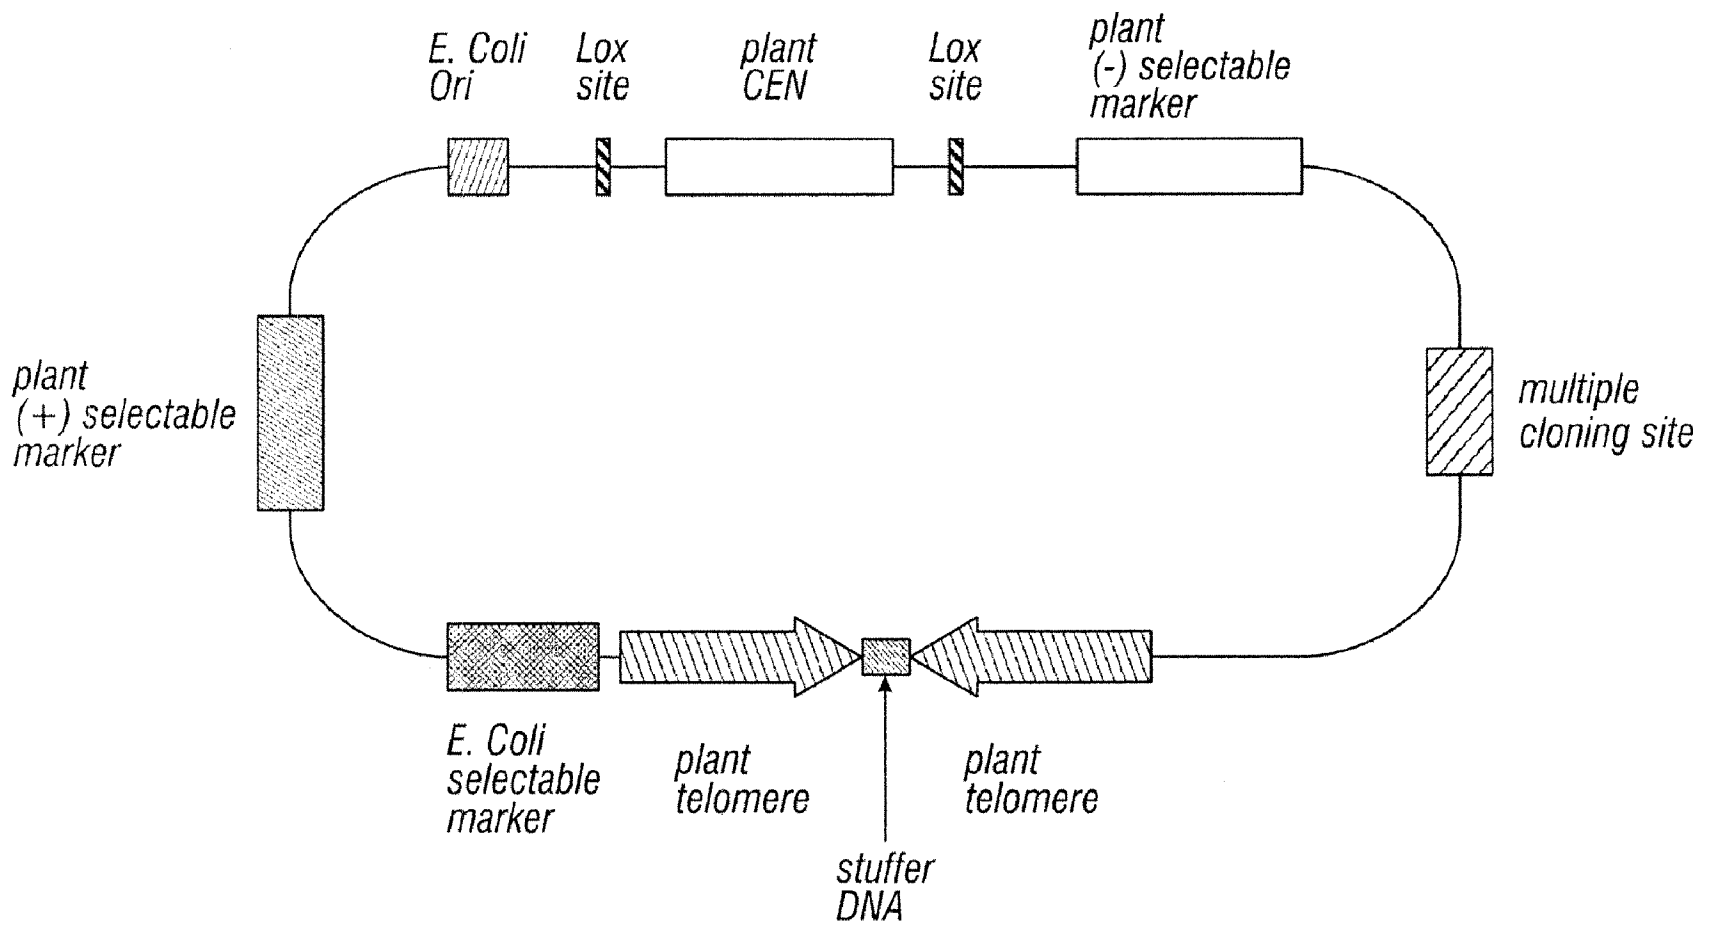 E. Coli
Ori
Lox
site
plant
CEN
Lox
site
plant
(-) selectable
marker
plant
(+) selectable
marker
multiple
cloning site
E. Coli
selectable
marker
plant
telomere
plant
telomere
stuffer
DNA